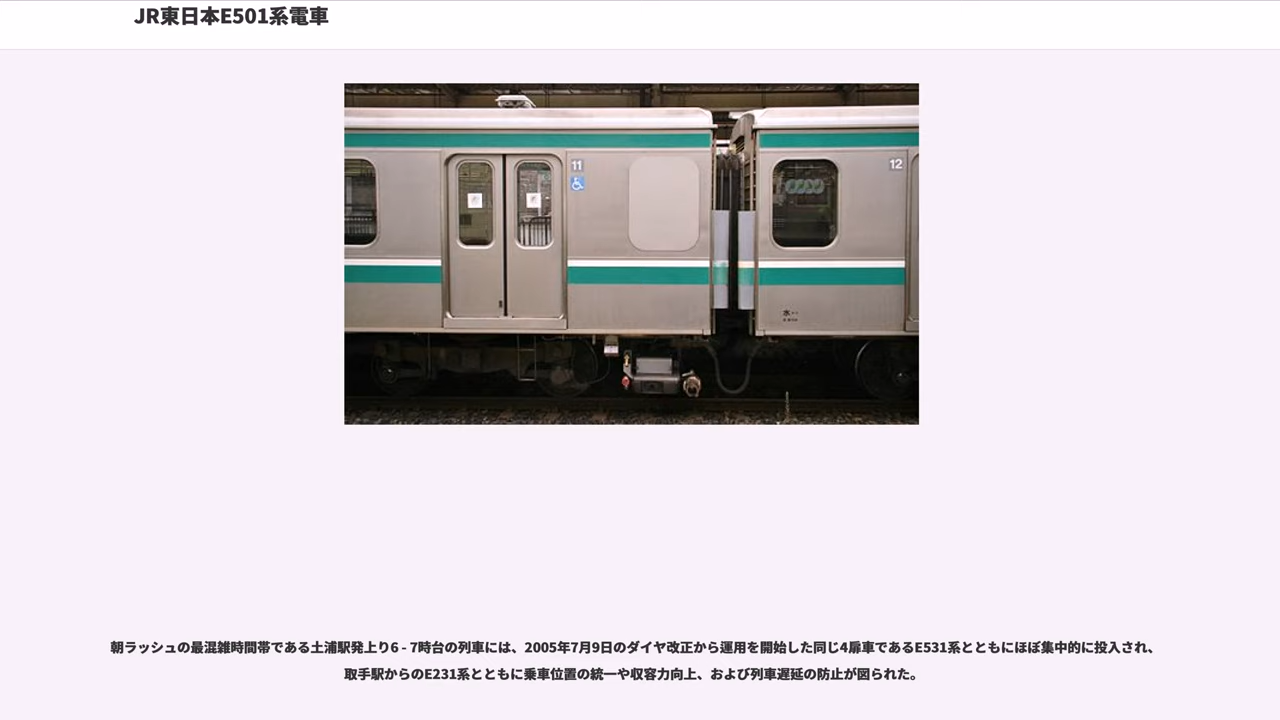 JR東日本E501系電車
11
12
水
朝ラッシュの最混雑時間帯である土浦駅発上り6 - 7時台の列車には、2005年7月9日のダイヤ改正から運用を開始した同じ4扉車であるE531系とともにほぼ集中的に投入され、
取手駅からのE231系とともに乗車位置の統一や収容力向上、および列車遅延の防止が図られた。